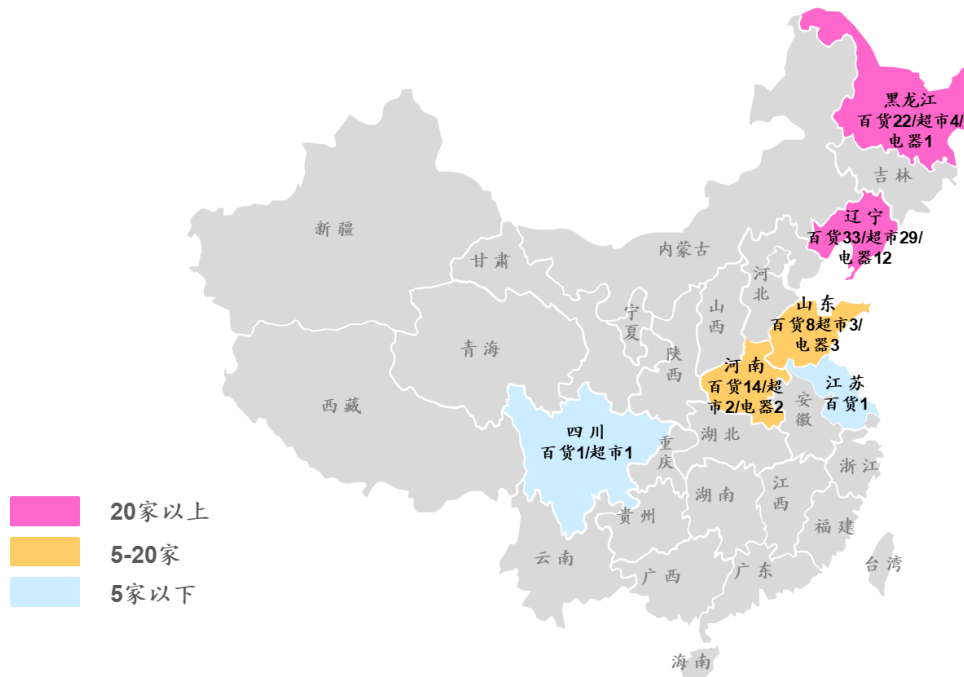 黑龙江
百货22/超市4/
电器1
吉林
辽宁
百货33/超市29/
电器12
新疆
内蒙古
甘肃
河北
山东
百货8超市3/
电器3
山西
宁夏
青海
陕西
河南
百货14/超
市2/电器2
江苏
百货1
西藏
安徽
四川
百货1/超市1
湖北
重庆
浙江
湖南
江西
20家以上
贵州
福建
5-20家
云南
台湾
广西
广东
5家以下
海南